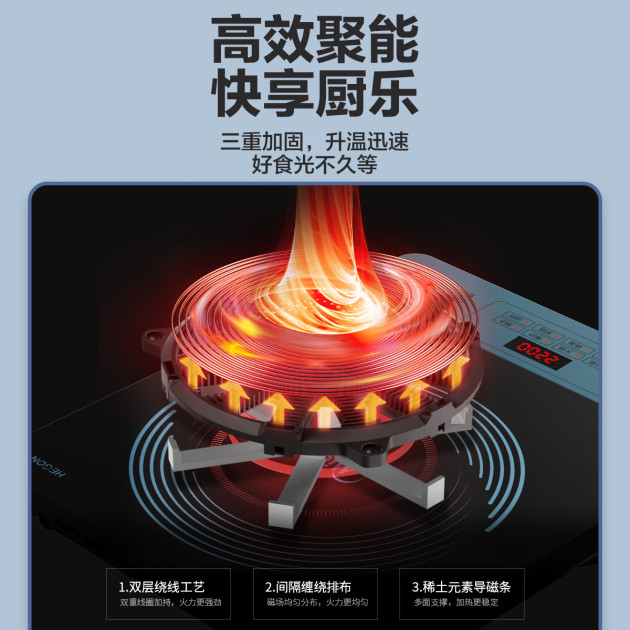 高效聚能
快享厨乐
三重加固，升温迅速
好食光不久等
2200
HEGON
1.双层绕线工艺
双重线圈加持，火力更强劲
2.间隔缠绕排布
磁场均匀分布，火力更均匀
3.稀土元素导磁条
多面支撑，加热更稳定